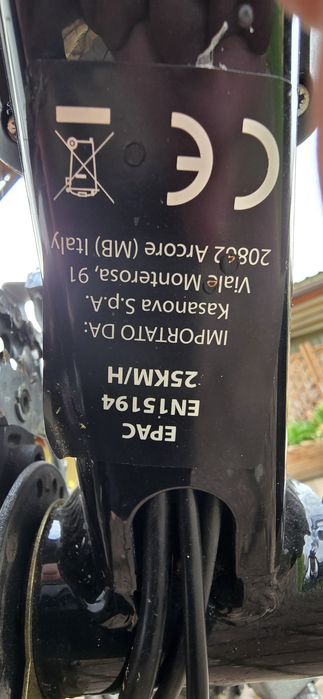 EPAC
EN15194
25KM/H
IMPORTATO DA:
Kasanova S.p.A.
Viale Monterosa, 91
20862 Arcore (MB) Italy
CE